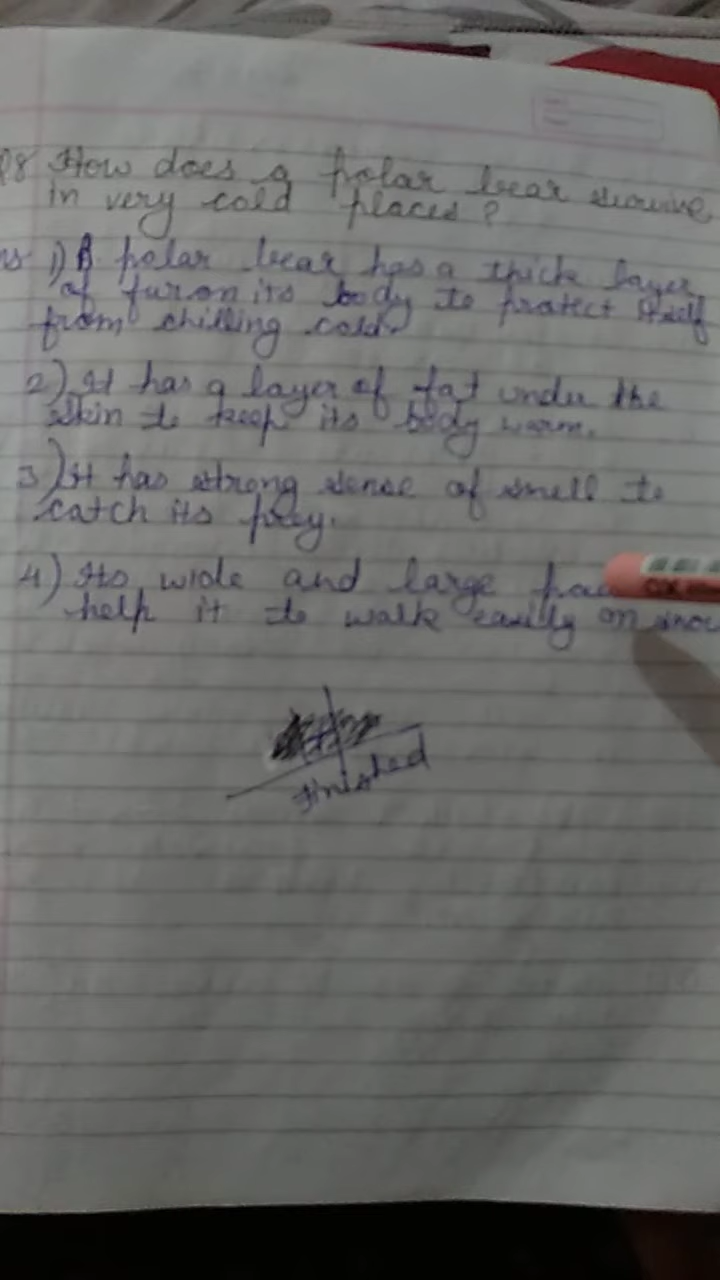 Q8 How does a polar bear survive
in very cold places?
ns 1) A polar bear has a thick layer
of fur on its body to protect itself
from chilling cold.
2) It has a layer of fat under the
skin to keep its body warm.
3) It has strong sense of smell to
catch its prey.
4) Its wide and large
help it to walk easily on snow
Finished